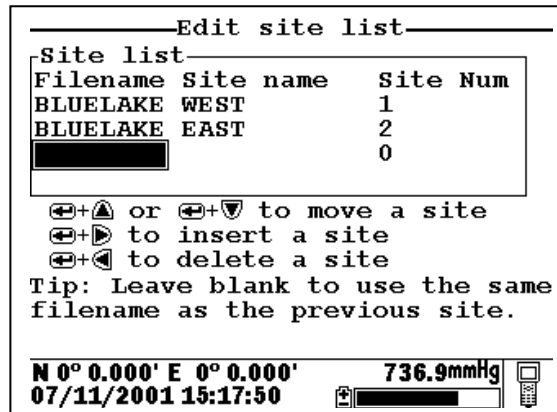 Edit site list
Site list
Filename Site name Site Num
BLUELAKE WEST 1
BLUELAKE EAST 2
0
+ or + to move a site
+ to insert a site
+ to delete a site
Tip: Leave blank to use the same
filename as the previous site.
N 0° 0.000' E 0° 0.000' 736.9mmHg
07/11/2001 15:17:50